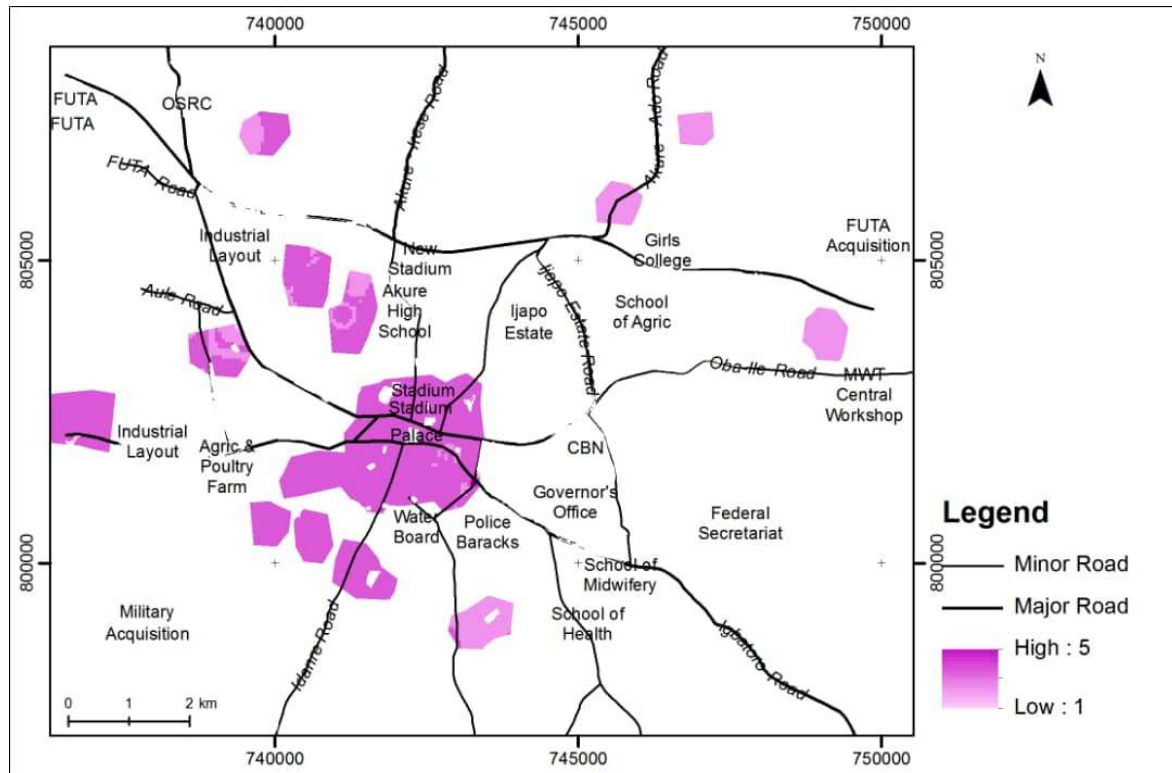 740000
745000
750000
N
FUTA
FUTA
OSRC
FUTA Road
Akure Irese Road
Akure Ado Road
Industrial
Layout
New
Stadium
Akure
High
School
Girls
College
FUTA
Acquisition
805000
805000
Aule Road
Ijapo
Estate
Ijapo Estate Road
School
of Agric
Oba-Ile Road
MWT
Central
Workshop
Stadium
Stadium
Palace
Industrial
Layout
Agric &
Poultry
Farm
CBN
Governor's
Office
Water
Board
Police
Baracks
Federal
Secretariat
School of
Midwifery
School of
Health
800000
800000
Military
Acquisition
Idanre Road
Igbatoro Road
0 1 2 km
740000
745000
750000
Legend
Minor Road
Major Road
High : 5
Low : 1